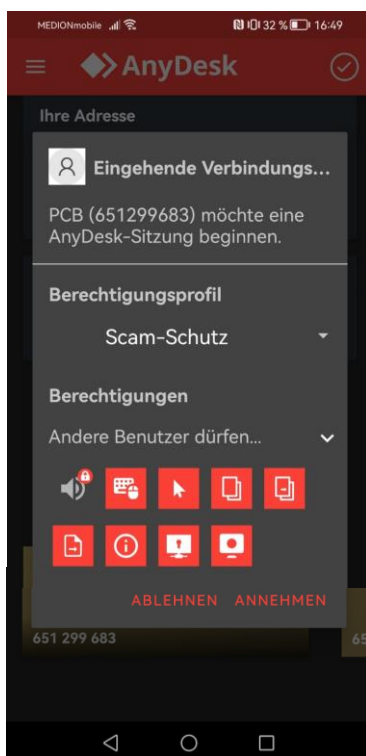 MEDIONmobile 32 % 16:49
AnyDesk
Ihre Adresse
Eingehende Verbindungs...
PCB (651299683) möchte eine
AnyDesk-Sitzung beginnen.
Berechtigungsprofil
Scam-Schutz
Berechtigungen
Andere Benutzer dürfen...
ABLEHNEN ANNEHMEN
651 299 683 65